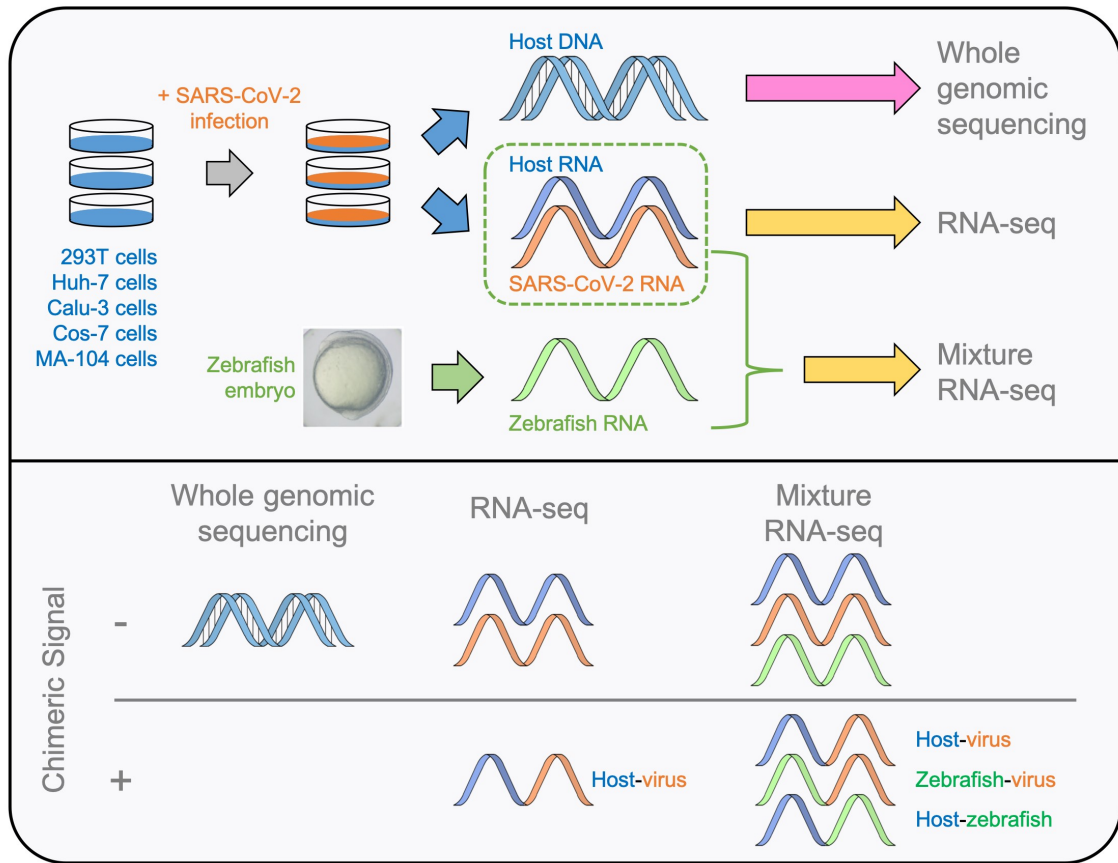 Host DNA
Whole
genomic
sequencing
+ SARS-CoV-2
infection
Host RNA
RNA-seq
SARS-CoV-2 RNA
293T cells
Huh-7 cells
Calu-3 cells
Cos-7 cells
MA-104 cells
Zebrafish
embryo
Zebrafish RNA
Mixture
RNA-seq
Whole genomic
sequencing
RNA-seq
Mixture
RNA-seq
Chimeric Signal
-
+
Host-virus
Host-virus
Zebrafish-virus
Host-zebrafish